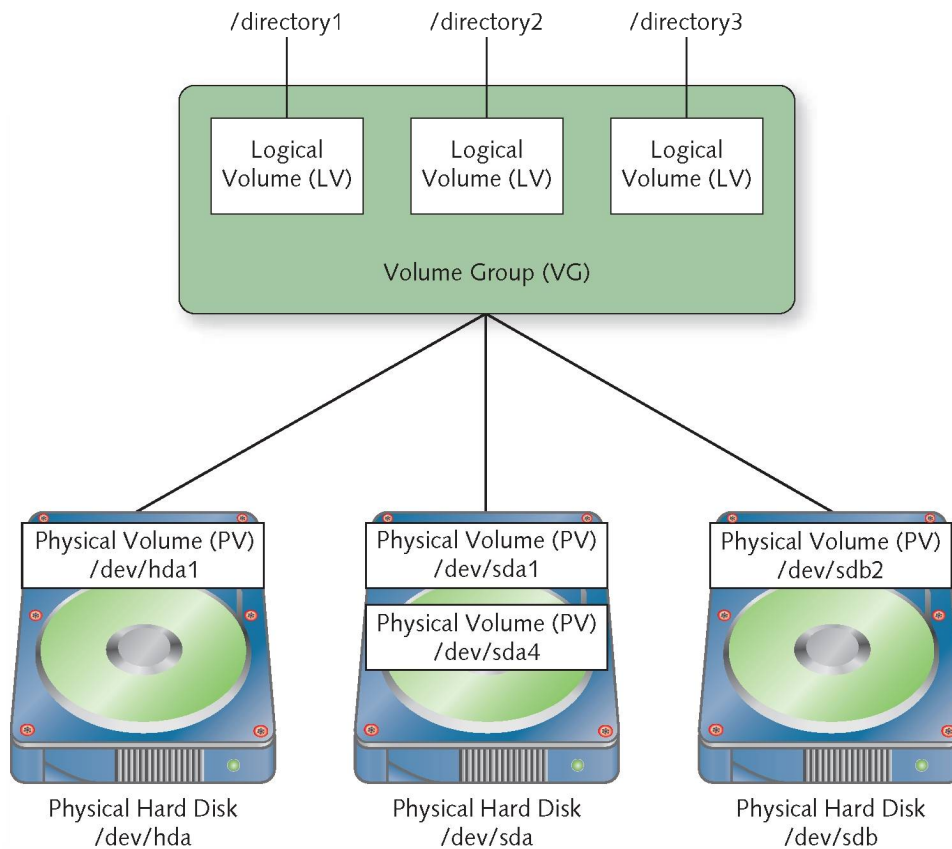 /directory1
/directory2
/directory3
Logical
Volume (LV)
Logical
Volume (LV)
Logical
Volume (LV)
Volume Group (VG)
Physical Volume (PV)
/dev/hda1
Physical Volume (PV)
/dev/sda1
Physical Volume (PV)
/dev/sda4
Physical Volume (PV)
/dev/sdb2
Physical Hard Disk
/dev/hda
Physical Hard Disk
/dev/sda
Physical Hard Disk
/dev/sdb